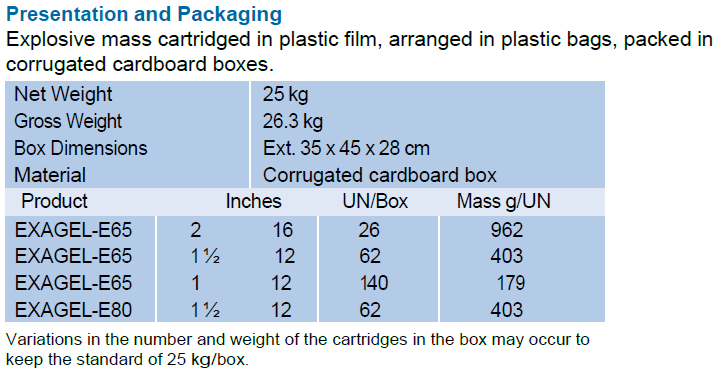 Presentation and Packaging
Explosive mass cartridged in plastic film, arranged in plastic bags, packed in
corrugated cardboard boxes.
Net Weight 25 kg
Gross Weight 26.3 kg
Box Dimensions Ext. 35 x 45 x 28 cm
Material Corrugated cardboard box
Product Inches UN/Box Mass g/UN
EXAGEL-E65 2 16 26 962
EXAGEL-E65 1 ½ 12 62 403
EXAGEL-E65 1 12 140 179
EXAGEL-E80 1 ½ 12 62 403
Variations in the number and weight of the cartridges in the box may occur to
keep the standard of 25 kg/box.